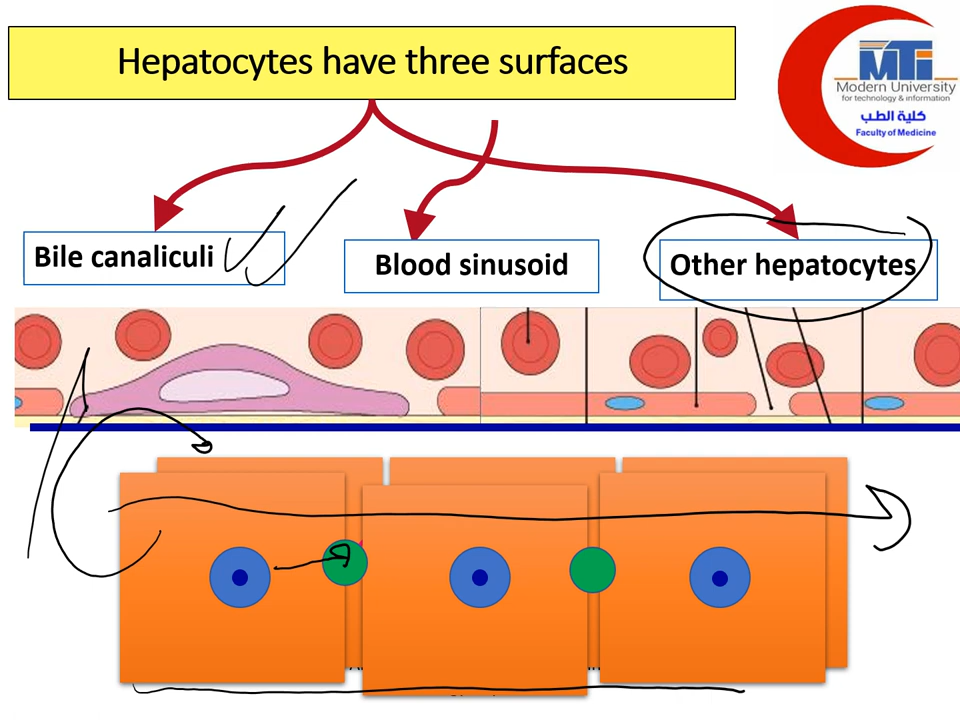 Hepatocytes have three surfaces
MTi
Modern University
for technology & information
كلية الطب
Faculty of Medicine
Bile canaliculi
Blood sinusoid
Other hepatocytes